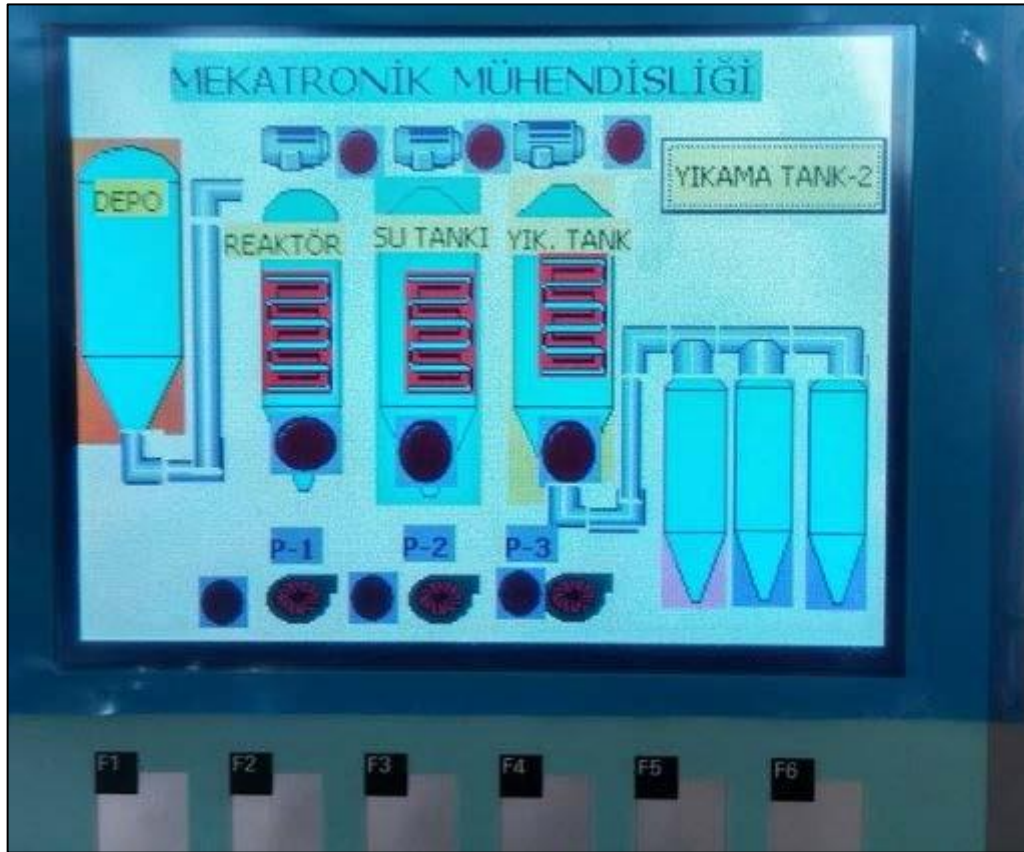 MEKATRONİK MÜHENDİSLİĞİ
DEPO
YIKAMA TANK-2
REAKTÖR
SU TANKI
YIK. TANK
P-1
P-2
P-3
F1
F2
F3
F4
F5
F6